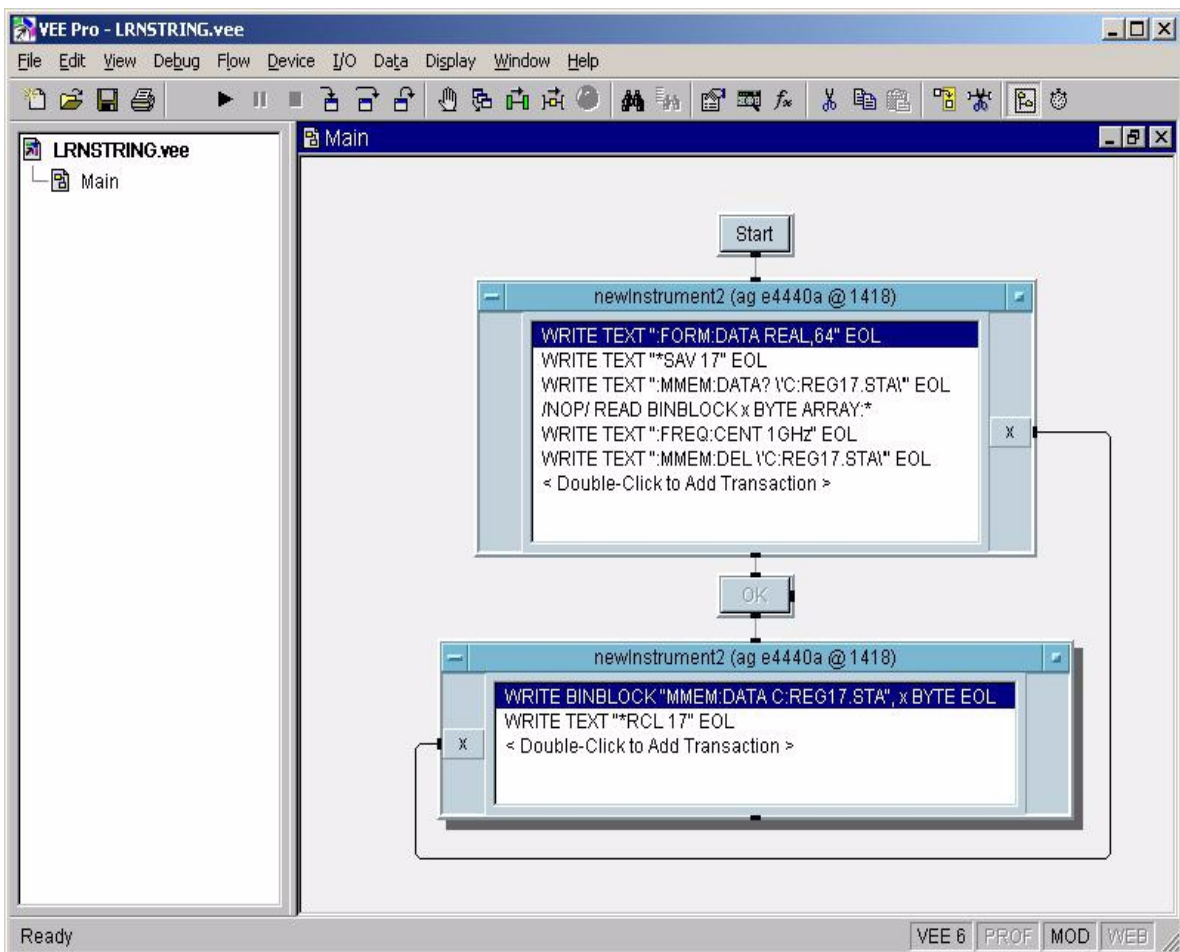 VEE Pro - LRNSTRING.vee
File Edit View Debug Flow Device I/O Data Display Window Help
LRNSTRING.vee
Main
Main
Start
newInstrument2 (ag e4440a @ 1418)
WRITE TEXT ":FORM:DATA REAL,64" EOL
WRITE TEXT "*SAV 17" EOL
WRITE TEXT ":MMEM:DATA? \'C:REG17.STA\'" EOL
/NOP/ READ BINBLOCK x BYTE ARRAY:*
WRITE TEXT ":FREQ:CENT 1GHz" EOL
WRITE TEXT ":MMEM:DEL \'C:REG17.STA\'" EOL
< Double-Click to Add Transaction >
X
OK
newInstrument2 (ag e4440a @ 1418)
WRITE BINBLOCK "MMEM:DATA C:REG17.STA", x BYTE EOL
WRITE TEXT "*RCL 17" EOL
< Double-Click to Add Transaction >
X
Ready
VEE 6 PROF MOD WEB